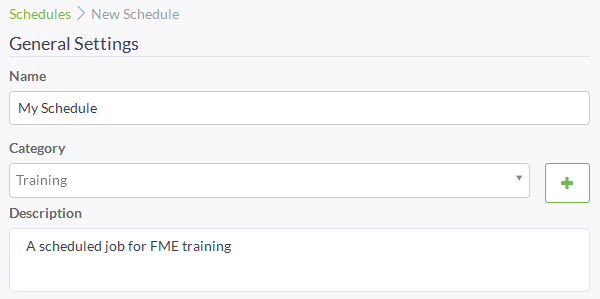 Schedules > New Schedule
General Settings
Name
My Schedule
Category
Training
Description
A scheduled job for FME training